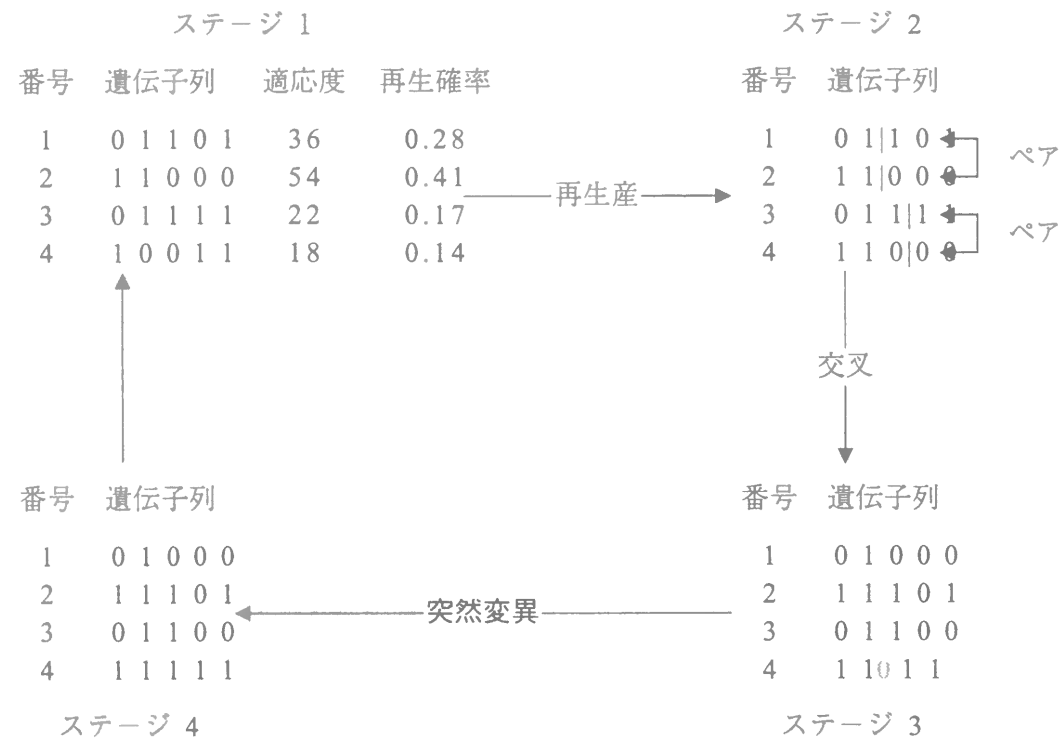 ステージ 1
番号 遺伝子列 適応度 再生確率
1 0 1 1 0 1 36 0.28
2 1 1 0 0 0 54 0.41
3 0 1 1 1 1 22 0.17
4 1 0 0 1 1 18 0.14
再生産
ステージ 2
番号 遺伝子列
1 0 1|1 0 1
2 1 1|0 0 0
3 0 1 1|1 1
4 1 1 0|0 0
ペア
ペア
交叉
番号 遺伝子列
1 0 1 0 0 0
2 1 1 1 0 1
3 0 1 1 0 0
4 1 1 1 1 1
ステージ 4
突然変異
番号 遺伝子列
1 0 1 0 0 0
2 1 1 1 0 1
3 0 1 1 0 0
4 1 1 0 1 1
ステージ 3